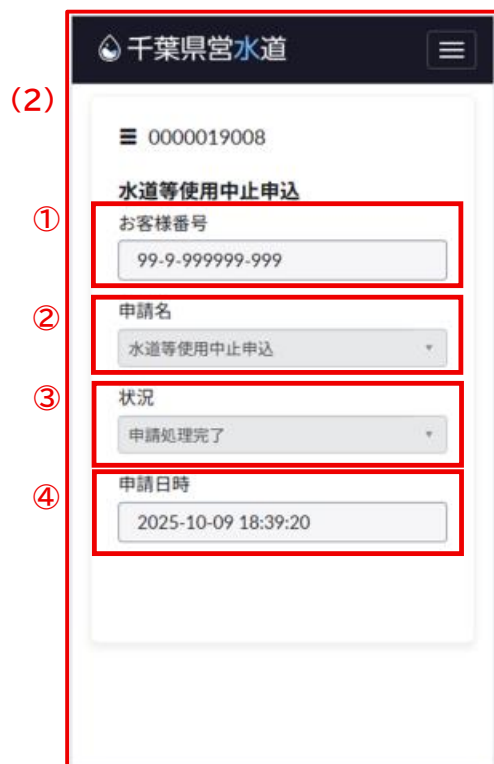 千葉県営水道
(2)
0000019008
水道等使用中止申込
①
お客様番号
99-9-999999-999
②
申請名
水道等使用中止申込
③
状況
申請処理完了
④
申請日時
2025-10-09 18:39:20